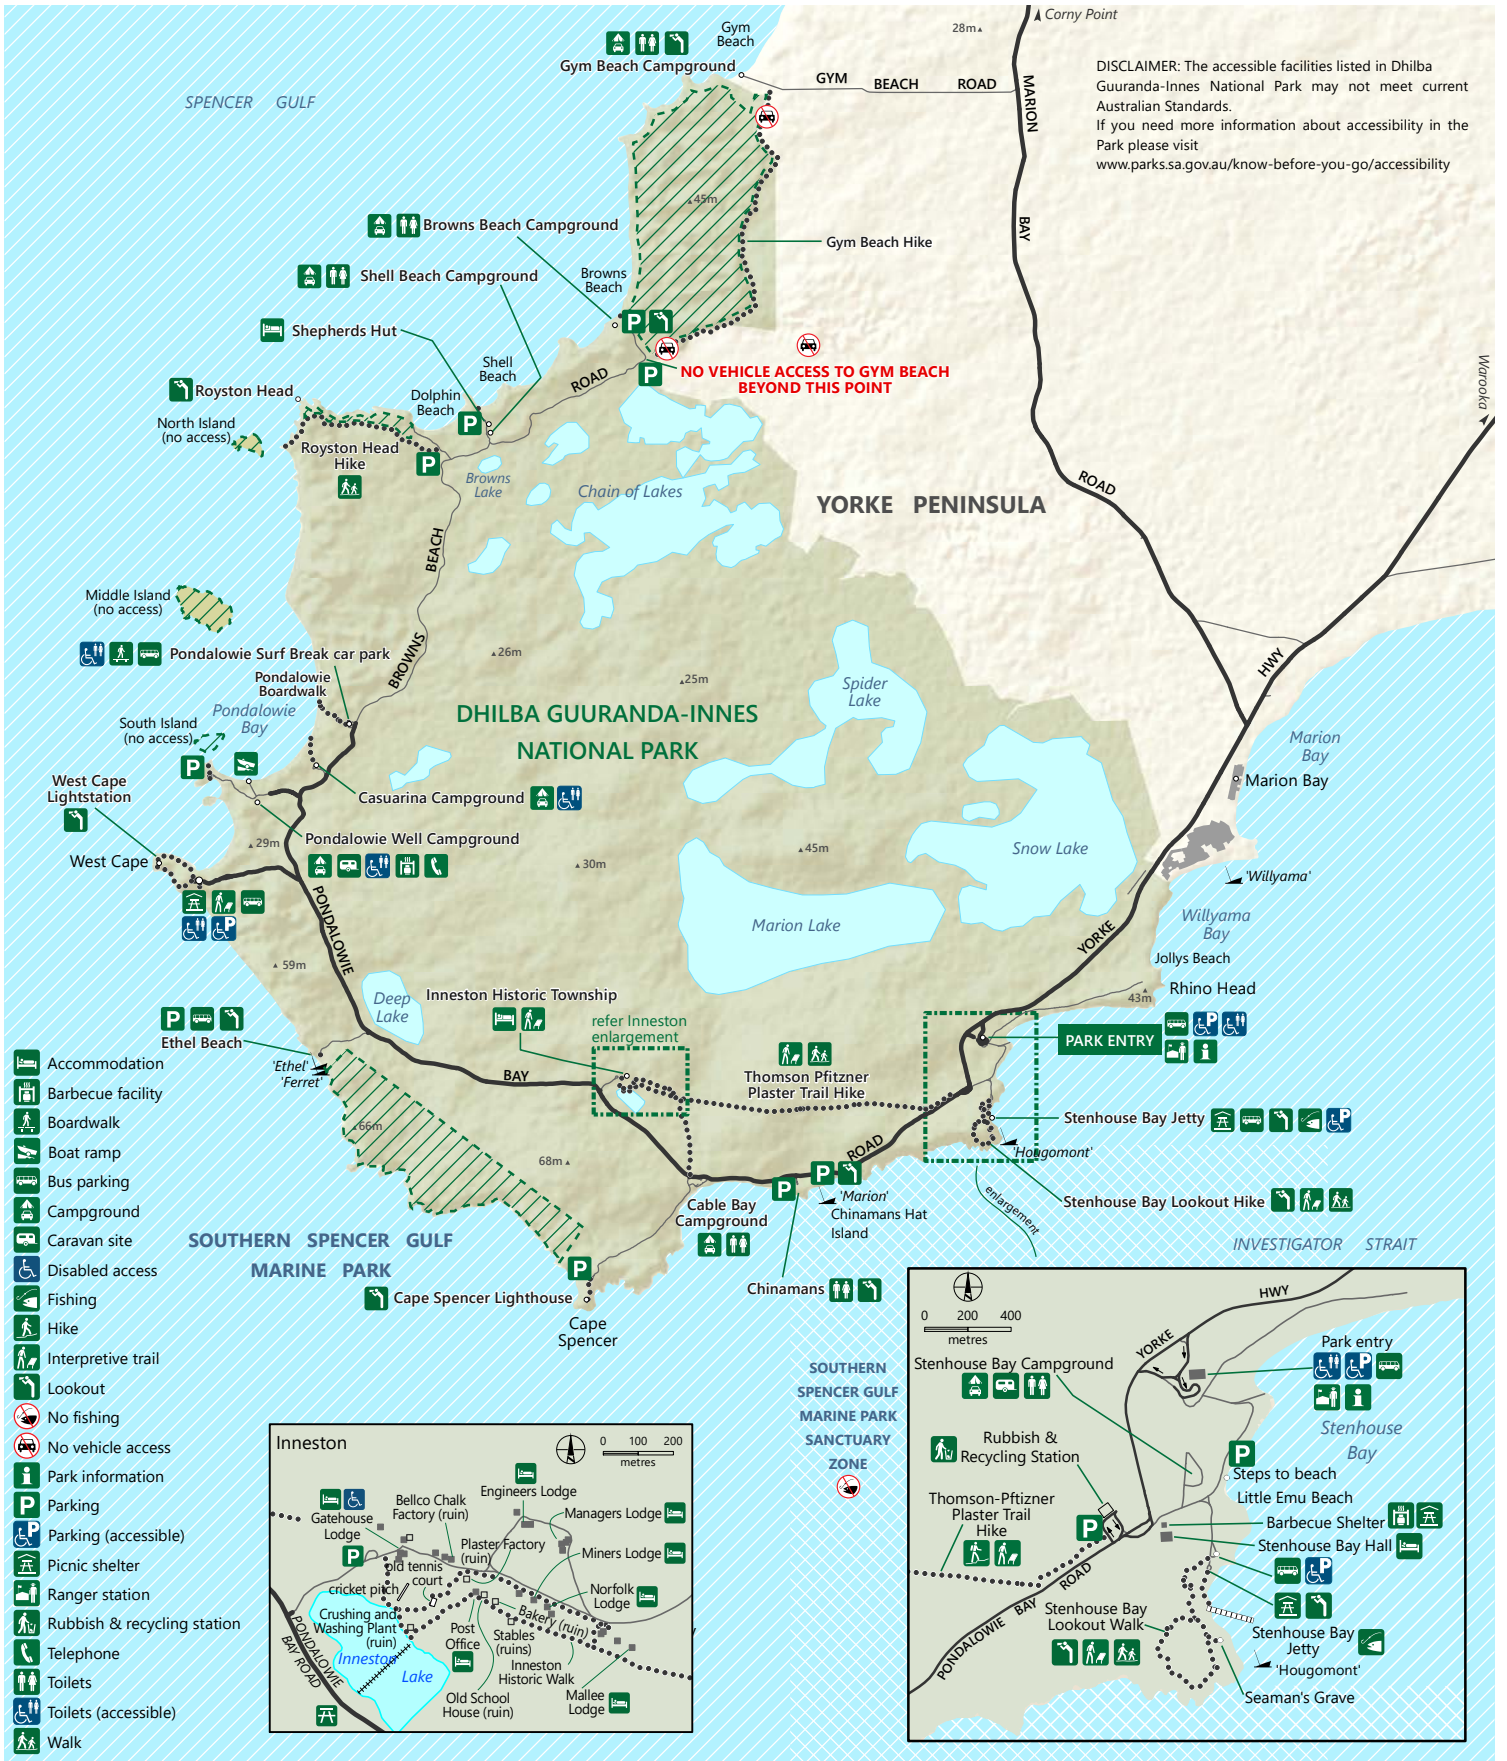 Corny Point
28m
Gym
Beach
Gym Beach Campground
GYM BEACH ROAD
MARION
BAY
ROAD
DISCLAIMER: The accessible facilities listed in Dhilba
Guuranda-Innes National Park may not meet current
Australian Standards.
If you need more information about accessibility in the
Park please visit
www.parks.sa.gov.au/know-before-you-go/accessibility
SPENCER GULF
45m
Browns Beach Campground
Gym Beach Hike
Shell Beach Campground
Browns
Beach
P
Shepherds Hut
Shell
Beach
ROAD
P
NO VEHICLE ACCESS TO GYM BEACH
BEYOND THIS POINT
Warooka
Royston Head
Dolphin
Beach
P
North Island
(no access)
Royston Head
Hike
P
Browns
Lake
Chain of Lakes
YORKE PENINSULA
BEACH
Middle Island
(no access)
BROWNS
26m
25m
HWY
Pondalowie Surf Break car park
Pondalowie
Boardwalk
Pondalowie
Bay
South Island
(no access)
P
Spider
Lake
DHILBA GUURANDA-INNES
NATIONAL PARK
Marion
Bay
Marion Bay
West Cape
Lightstation
Casuarina Campground
Pondalowie Well Campground
29m
West Cape
30m
45m
Snow Lake
'Willyama'
P
PONDALOWIE
Marion Lake
Willyama
Bay
YORKE
Jollys Beach
59m
Deep
Lake
Inneston Historic Township
refer Inneston
enlargement
43m
Rhino Head
P
Ethel Beach
P
PARK ENTRY
'Ethel'
'Ferret'
BAY
Thomson Pfitzner
Plaster Trail Hike
Stenhouse Bay Jetty
P
66m
68m
ROAD
'Hougomont'
P
P
'Marion'
Chinamans Hat
Island
enlargement
Stenhouse Bay Lookout Hike
Cable Bay
Campground
SOUTHERN SPENCER GULF
MARINE PARK
INVESTIGATOR STRAIT
P
Chinamans
Cape Spencer Lighthouse
Cape
Spencer
Accommodation
Barbecue facility
Boardwalk
Boat ramp
Bus parking
Campground
Caravan site
Disabled access
Fishing
Hike
Interpretive trail
Lookout
No fishing
No vehicle access
Park information
P Parking
P Parking (accessible)
Picnic shelter
Ranger station
Rubbish & recycling station
Telephone
Toilets
Toilets (accessible)
Walk
SOUTHERN
SPENCER GULF
MARINE PARK
SANCTUARY
ZONE
Inneston
0 100 200
metres
Engineers Lodge
Bellco Chalk
Factory (ruin)
Gatehouse
Lodge
Managers Lodge
P
Plaster Factory
(ruin)
Miners Lodge
old tennis
court
cricket pitch
Norfolk
Lodge
Crushing and
Washing Plant
(ruin)
Bakery (ruin)
Post
Office
Stables
(ruins)
Inneston
Lake
Inneston
Historic Walk
PONDALOWIE
BAY ROAD
Old School
House (ruin)
Mallee
Lodge
0 200 400
metres
HWY
YORKE
Park entry
P
Stenhouse Bay Campground
Stenhouse
Bay
Rubbish &
Recycling Station
P
Steps to beach
Little Emu Beach
Thomson-Pftizner
Plaster Trail
Hike
P
Barbecue Shelter
Stenhouse Bay Hall
P
PONDALOWIE BAY ROAD
Stenhouse Bay
Lookout Walk
Stenhouse Bay
Jetty
'Hougomont'
Seaman's Grave